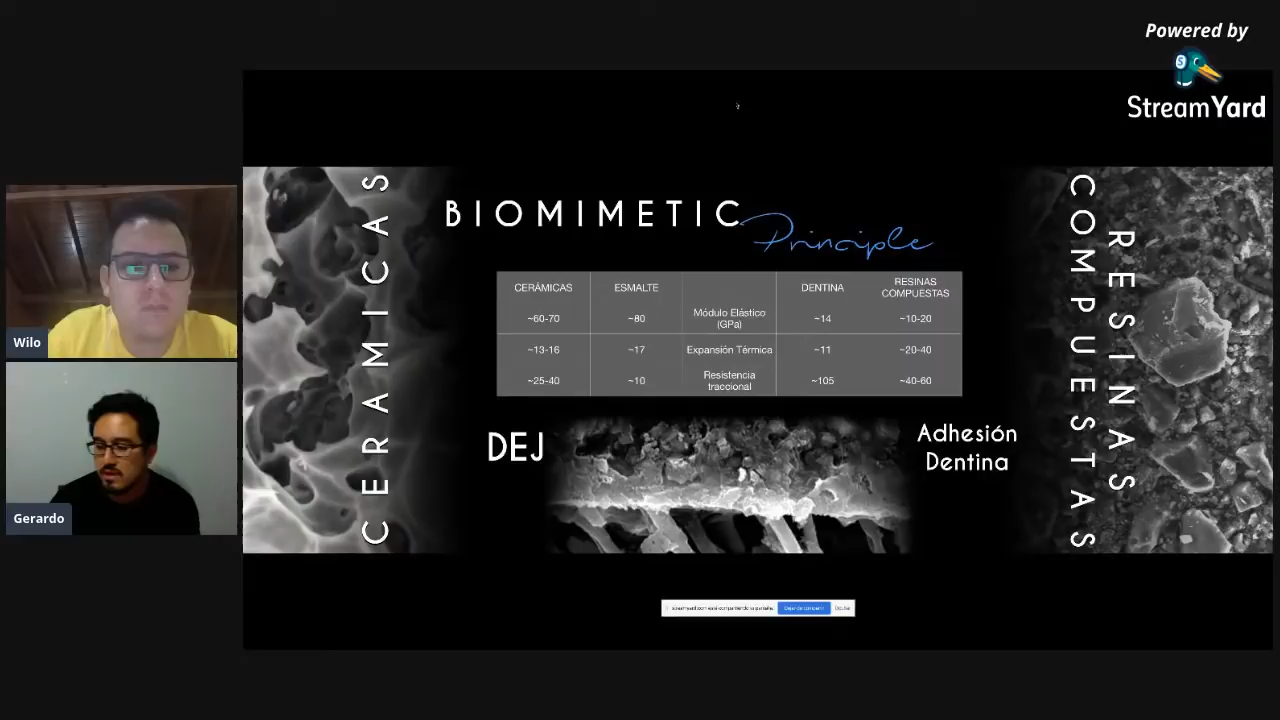 Powered by
StreamYard
Wilo
Gerardo
CERAMICAS
BIOMIMETIC
Principle
CERÁMICAS ESMALTE DENTINA RESINAS COMPUESTAS
~60-70 ~80 Módulo Elástico (GPa) ~14 ~10-20
~13-16 ~17 Expansión Térmica ~11 ~20-40
~25-40 ~10 Resistencia traccional ~105 ~40-60
DEJ
Adhesión
Dentina
RESINAS
COMPUESTAS